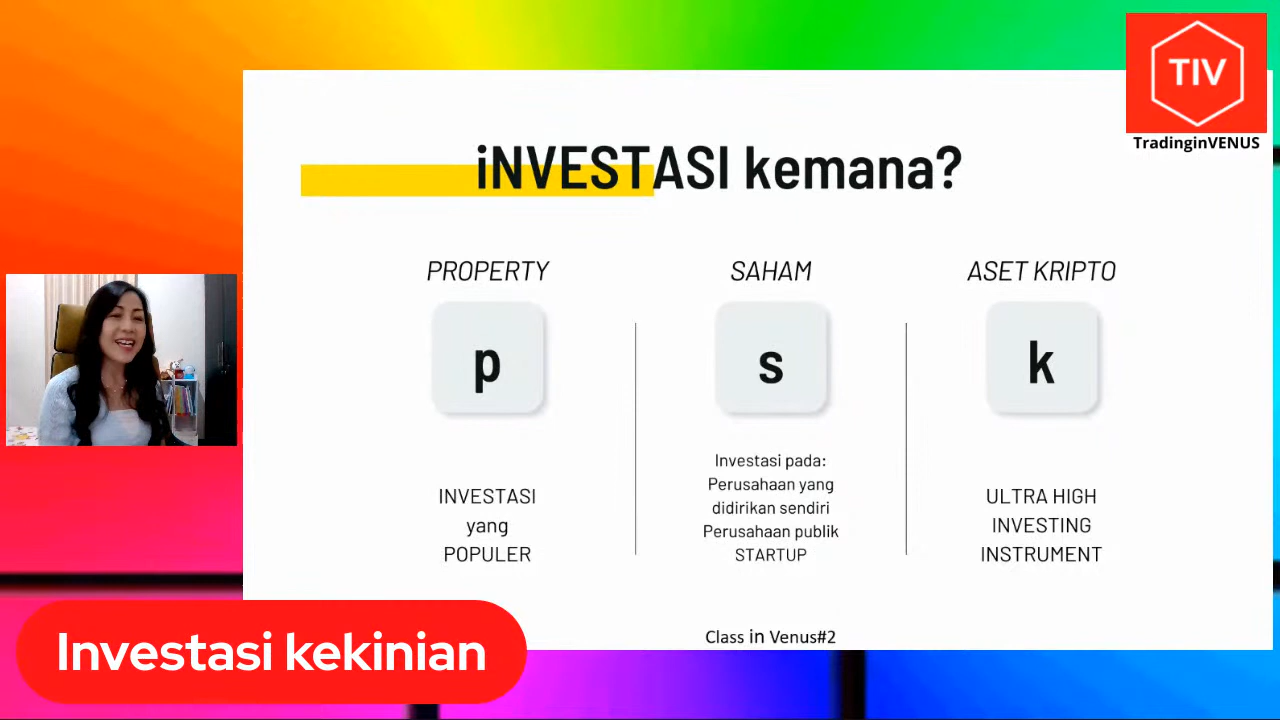 TIV
TradinginVENUS
iNVESTASI kemana?
PROPERTY
SAHAM
ASET KRIPTO
p
s
k
INVESTASI
yang
POPULER
Investasi pada:
Perusahaan yang
didirikan sendiri
Perusahaan publik
STARTUP
ULTRA HIGH
INVESTING
INSTRUMENT
Class in Venus#2
Investasi kekinian